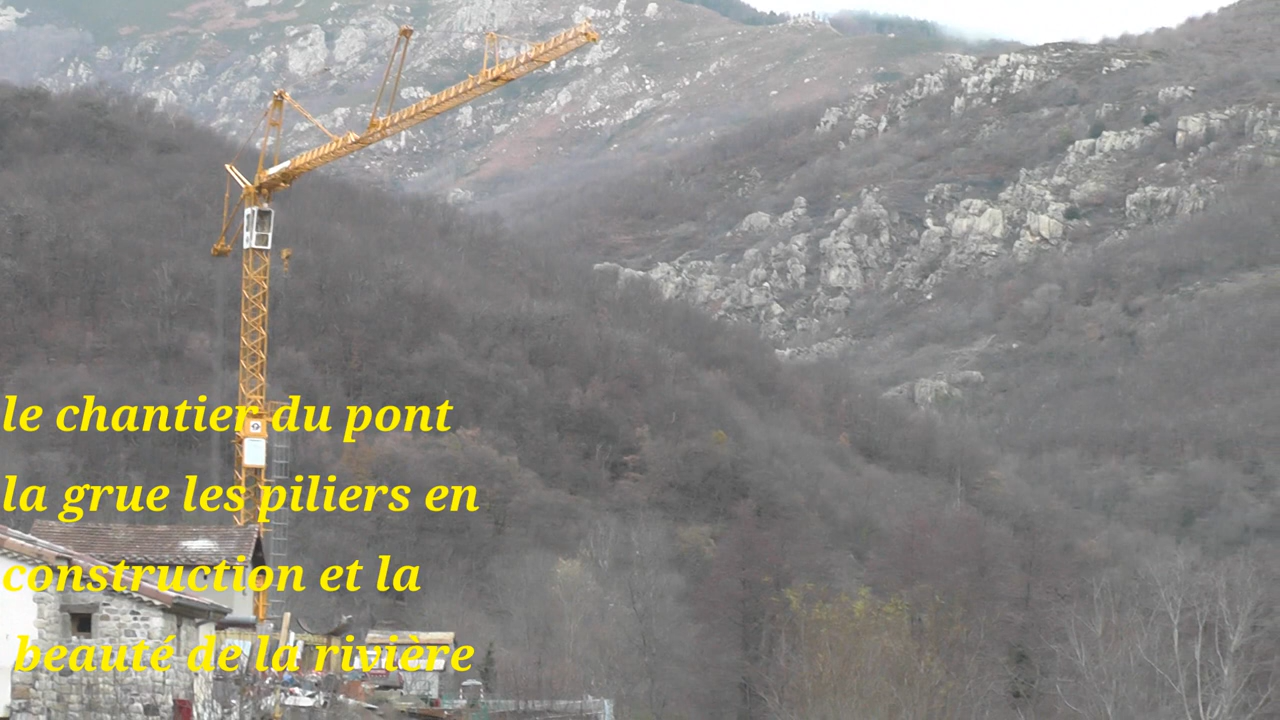 le chantier du pont
la grue les piliers en
construction et la
beauté de la rivière